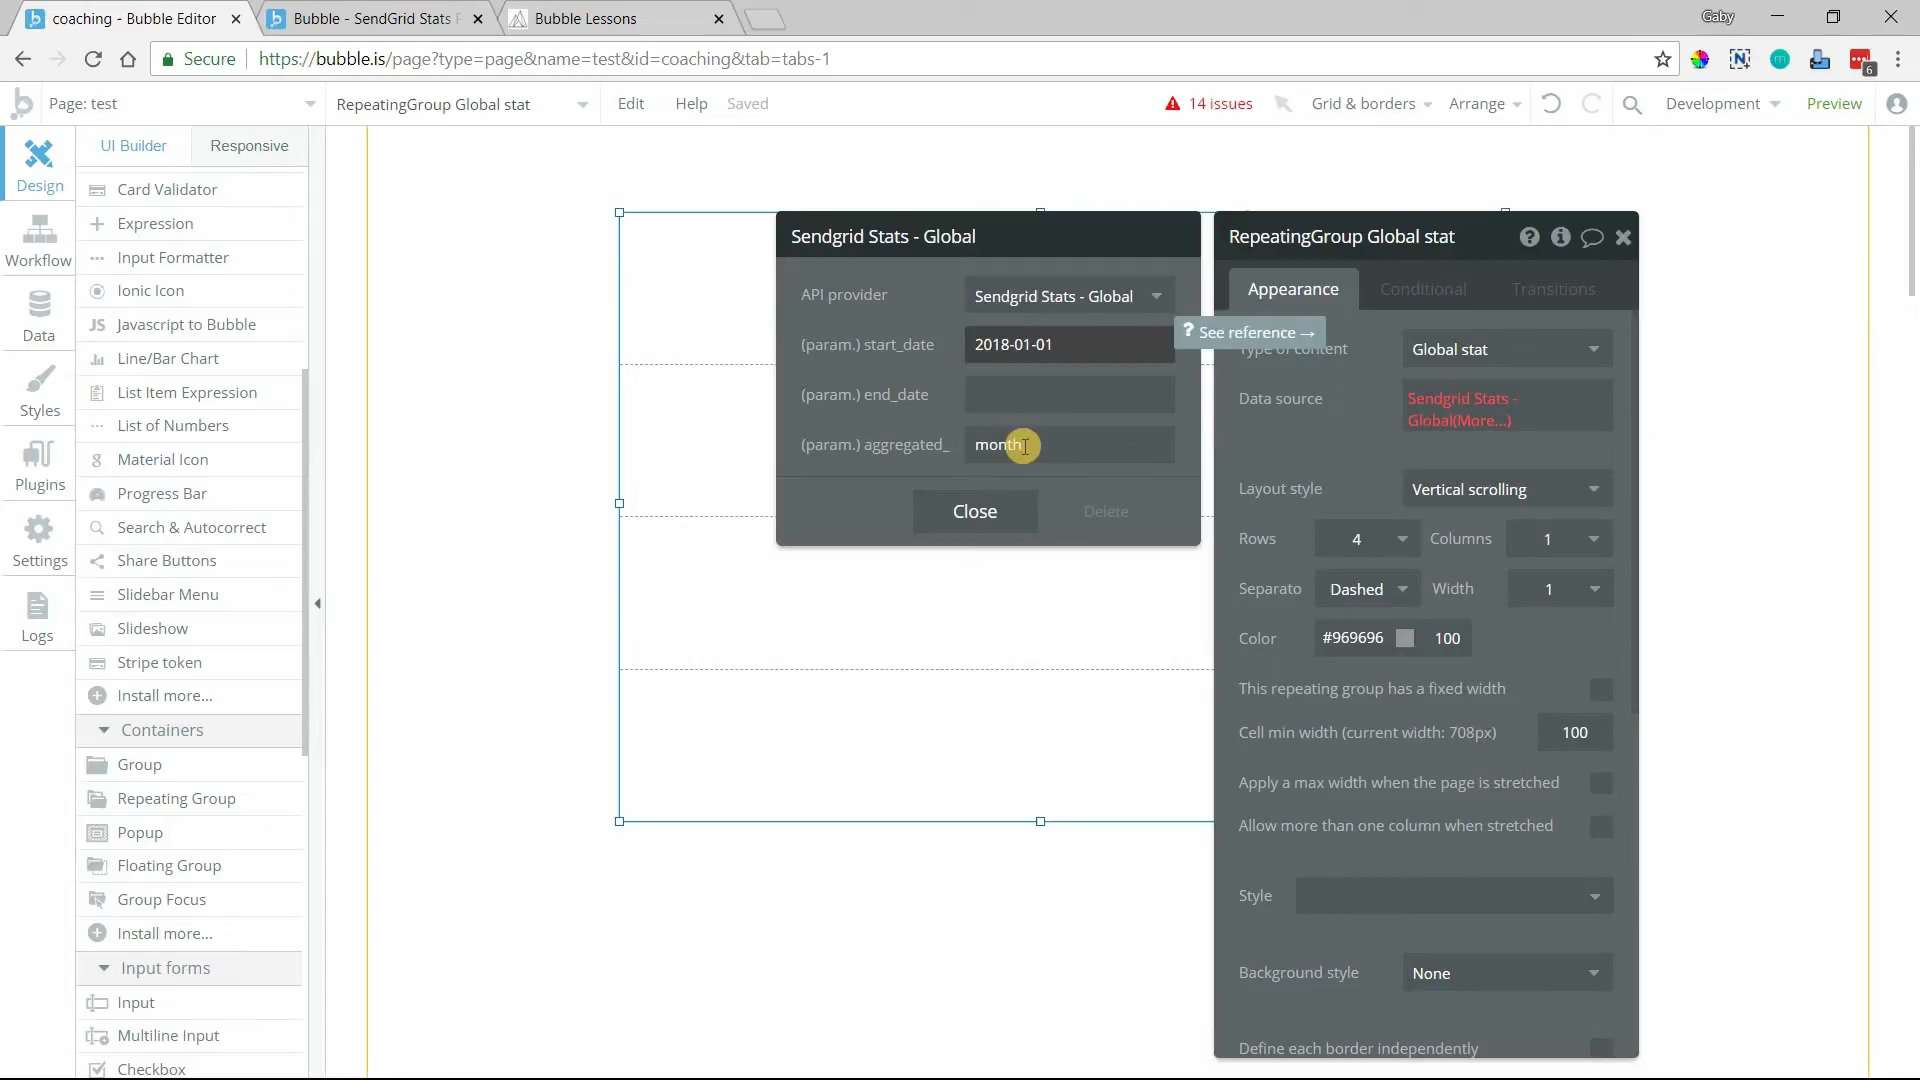 coaching - Bubble Editor
Bubble - SendGrid Stats
Bubble Lessons
Gaby
Secure
https://bubble.is/page?type=page&name=test&id=coaching&tab=tabs-1
6
Page: test
RepeatingGroup Global stat
Edit
Help
Saved
14 issues
Grid & borders
Arrange
Development
Preview
Design
Workflow
Data
Styles
Plugins
Settings
Logs
UI Builder
Responsive
Card Validator
Expression
Input Formatter
Ionic Icon
JS Javascript to Bubble
Line/Bar Chart
List Item Expression
List of Numbers
Material Icon
Progress Bar
Search & Autocorrect
Share Buttons
Slidebar Menu
Slideshow
Stripe token
Install more...
Containers
Group
Repeating Group
Popup
Floating Group
Group Focus
Install more...
Input forms
Input
Multiline Input
Checkbox
Sendgrid Stats - Global
API provider
Sendgrid Stats - Global
(param.) start_date
2018-01-01
(param.) end_date
(param.) aggregated_
month
Close
Delete
? See reference →
RepeatingGroup Global stat
Appearance
Conditional
Transitions
Type of content
Global stat
Data source
Sendgrid Stats -
Global(More...)
Layout style
Vertical scrolling
Rows
4
Columns
1
Separato
Dashed
Width
1
Color
#969696
100
This repeating group has a fixed width
Cell min width (current width: 708px)
100
Apply a max width when the page is stretched
Allow more than one column when stretched
Style
Background style
None
Define each border independently